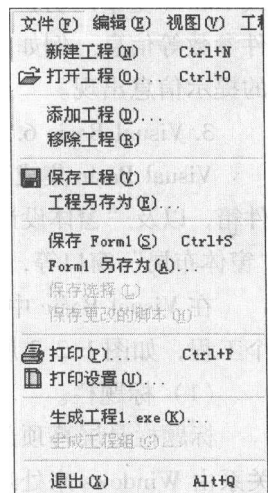 文件(F) 编辑(E) 视图(V) 工
新建工程(N) Ctrl+N
打开工程(O)... Ctrl+O
添加工程(D)...
移除工程(R)
保存工程(V)
工程另存为(E)...
保存 Form1(S) Ctrl+S
Form1 另存为(A)...
保存选择(L)
保存更改的脚本(H)
打印(P)... Ctrl+P
打印设置(U)...
生成工程1.exe(K)...
生成工程组(G)...
退出(X) Alt+Q